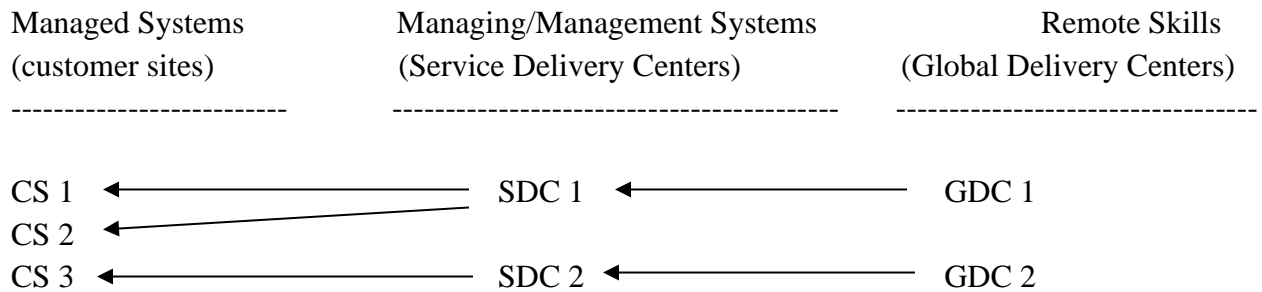 Managed Systems Managing/Management Systems Remote Skills
(customer sites) (Service Delivery Centers) (Global Delivery Centers)
-------------------------- ------------------------------------------ ----------------------------------
CS 1 SDC 1 GDC 1
CS 2
CS 3 SDC 2 GDC 2